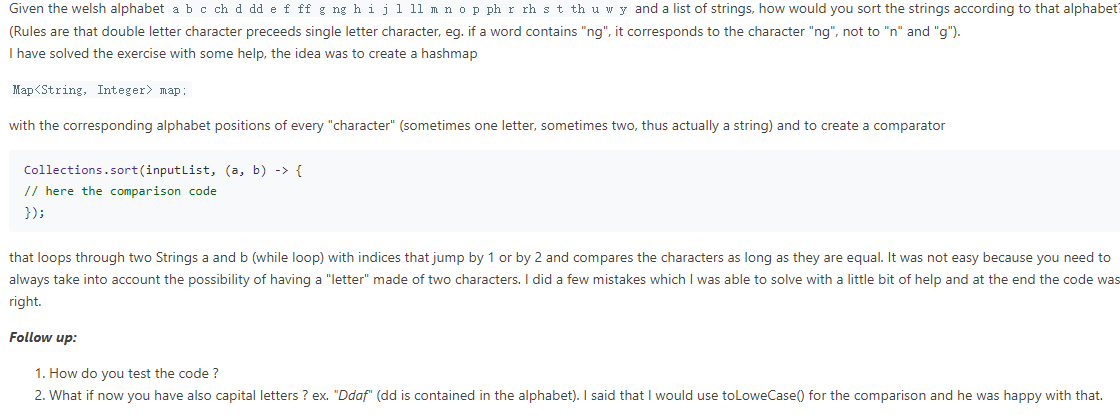 Given the welsh alphabet a b c ch d dd e f ff g ng h i j l ll m n o p ph r rh s t th u w y and a list of strings, how would you sort the strings according to that alphabet?
(Rules are that double letter character preceeds single letter character, eg. if a word contains "ng", it corresponds to the character "ng", not to "n" and "g").
I have solved the exercise with some help, the idea was to create a hashmap
Map<String, Integer> map;
with the corresponding alphabet positions of every "character" (sometimes one letter, sometimes two, thus actually a string) and to create a comparator
Collections.sort(inputList, (a, b) -> {
// here the comparison code
});
that loops through two Strings a and b (while loop) with indices that jump by 1 or by 2 and compares the characters as long as they are equal. It was not easy because you need to
always take into account the possibility of having a "letter" made of two characters. I did a few mistakes which I was able to solve with a little bit of help and at the end the code was
right.
Follow up:
1. How do you test the code ?
2. What if now you have also capital letters ? ex. "Ddaf" (dd is contained in the alphabet). I said that I would use toLoweCase() for the comparison and he was happy with that.